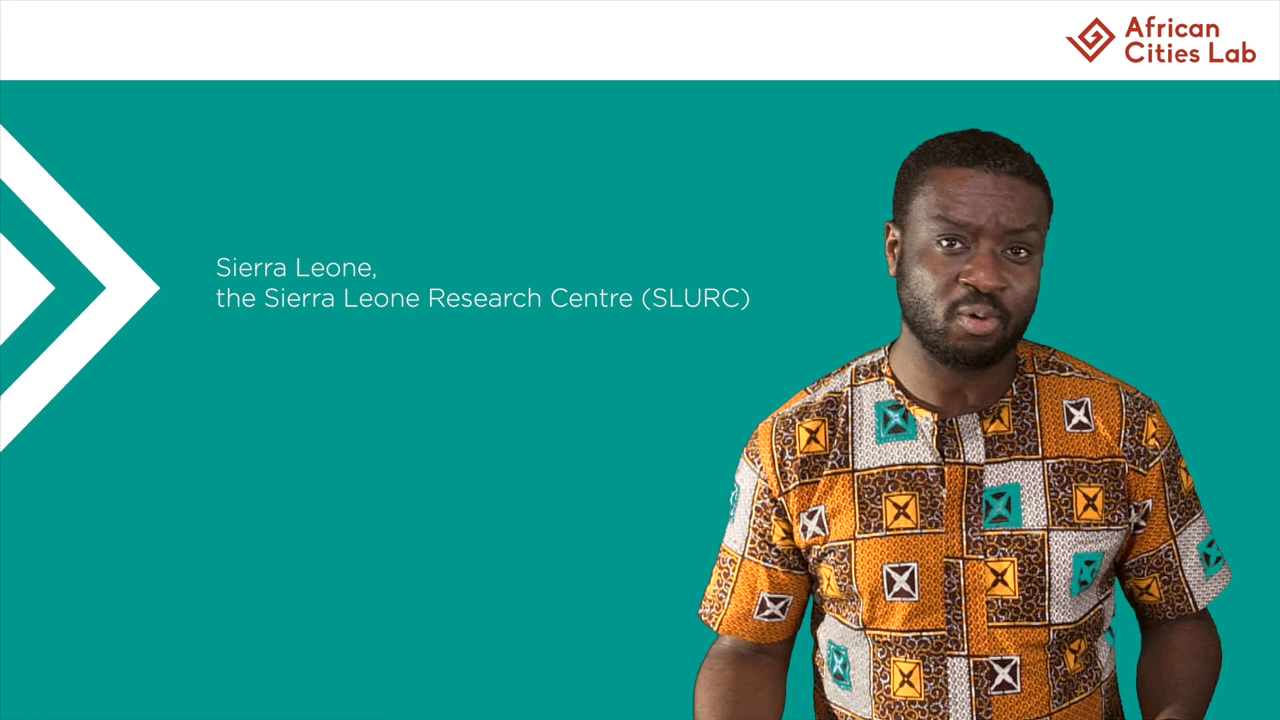 African
Cities Lab
Sierra Leone,
the Sierra Leone Research Centre (SLURC)